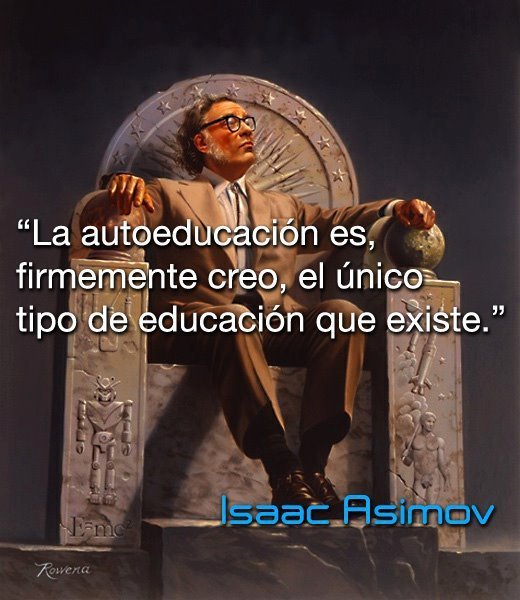 “La autoeducación es,
firmemente creo, el único
tipo de educación que existe.”
Isaac Asimov
E=mc²
Rowena